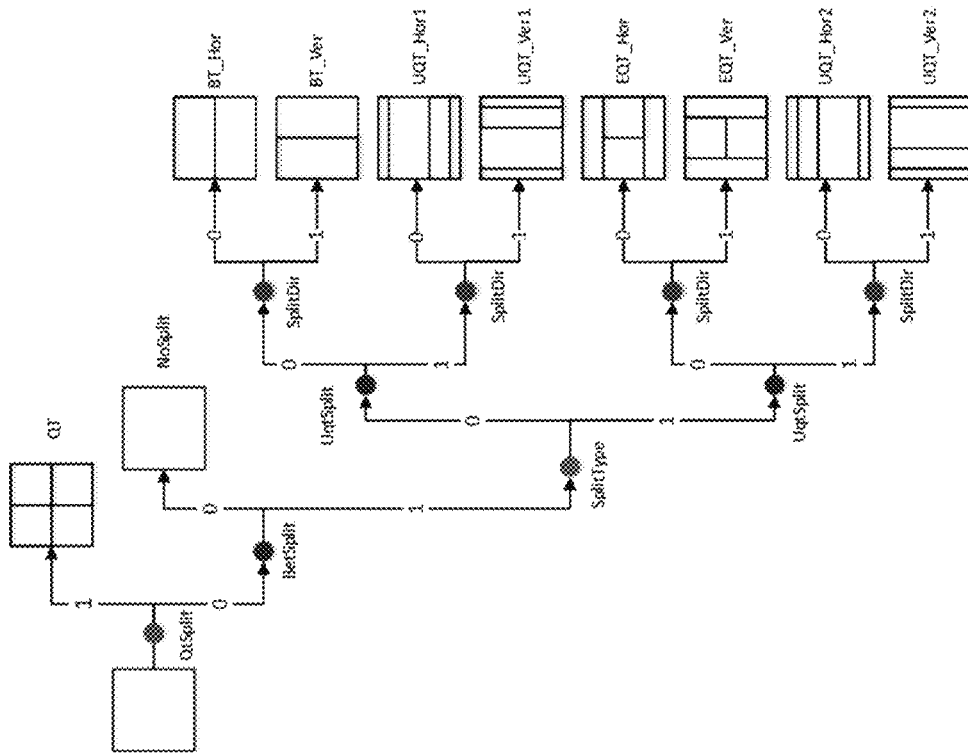 QT
1
NoSplit
QtSplit
0
0
0
BT_Hor
BetSplit
0
SplitDir
1
BT_Ver
UqtSplit
0
UQT_Hor1
1
1
SplitDir
0
1
UQT_Ver1
SplitType
0
EQT_Hor
1
0
SplitDir
1
EQT_Ver
UqtSplit
0
UQT_Hor2
1
SplitDir
1
UQT_Ver2